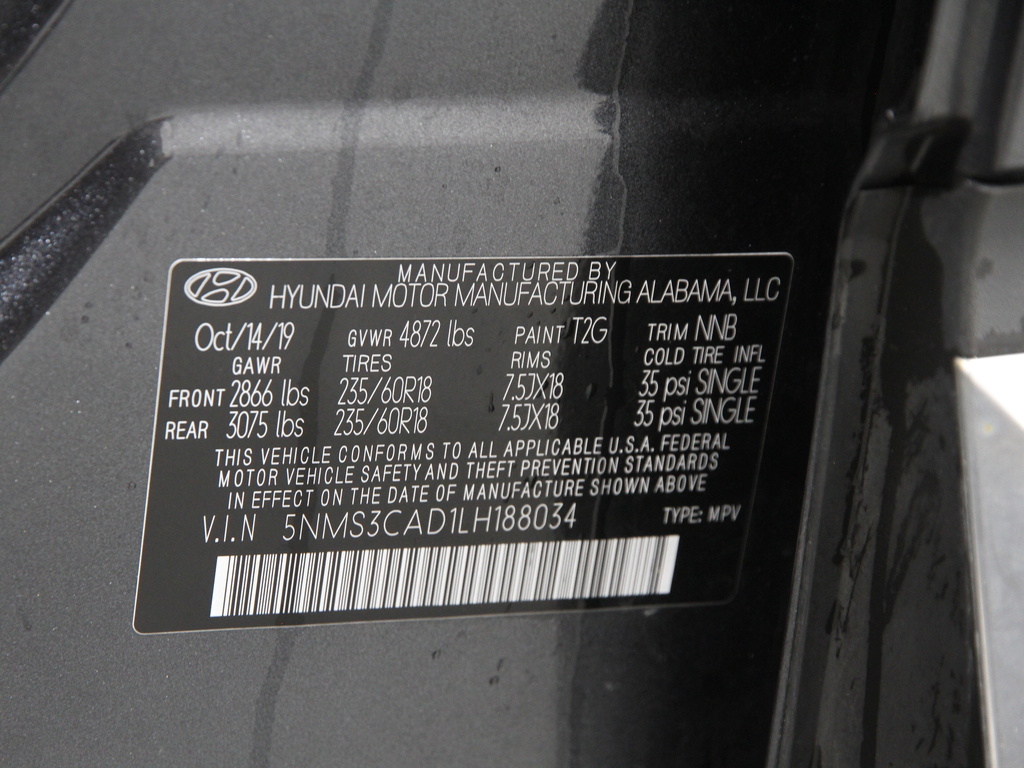 MANUFACTURED BY
HYUNDAI MOTOR MANUFACTURING ALABAMA, LLC
Oct/14/19 GVWR 4872 lbs PAINT T2G TRIM NNB
GAWR TIRES RIMS COLD TIRE INFL
FRONT 2866 lbs 235/60R18 7.5JX18 35 psi SINGLE
REAR 3075 lbs 235/60R18 7.5JX18 35 psi SINGLE
THIS VEHICLE CONFORMS TO ALL APPLICABLE U.S.A. FEDERAL
MOTOR VEHICLE SAFETY AND THEFT PREVENTION STANDARDS
IN EFFECT ON THE DATE OF MANUFACTURE SHOWN ABOVE
V.I.N 5NMS3CAD1LH188034 TYPE: MPV